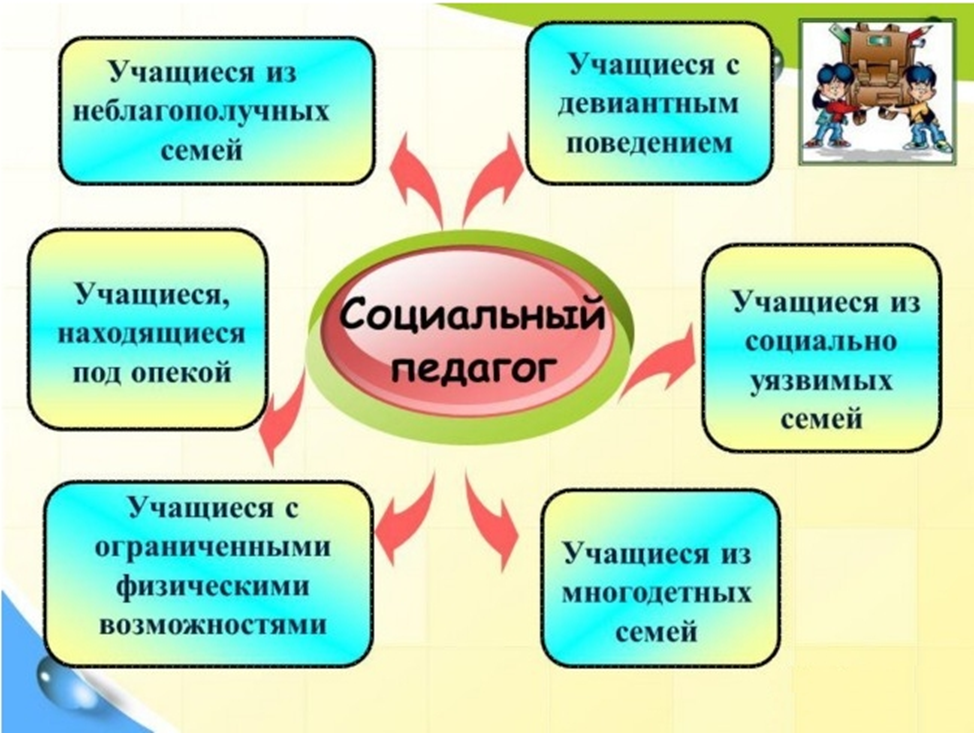 Учащиеся из
неблагополучных
семей
Учащиеся с
девиантным
поведением
Учащиеся,
находящиеся
под опекой
Социальный
педагог
Учащиеся из
социально
уязвимых
семей
Учащиеся с
ограниченными
физическими
возможностями
Учащиеся из
многодетных
семей